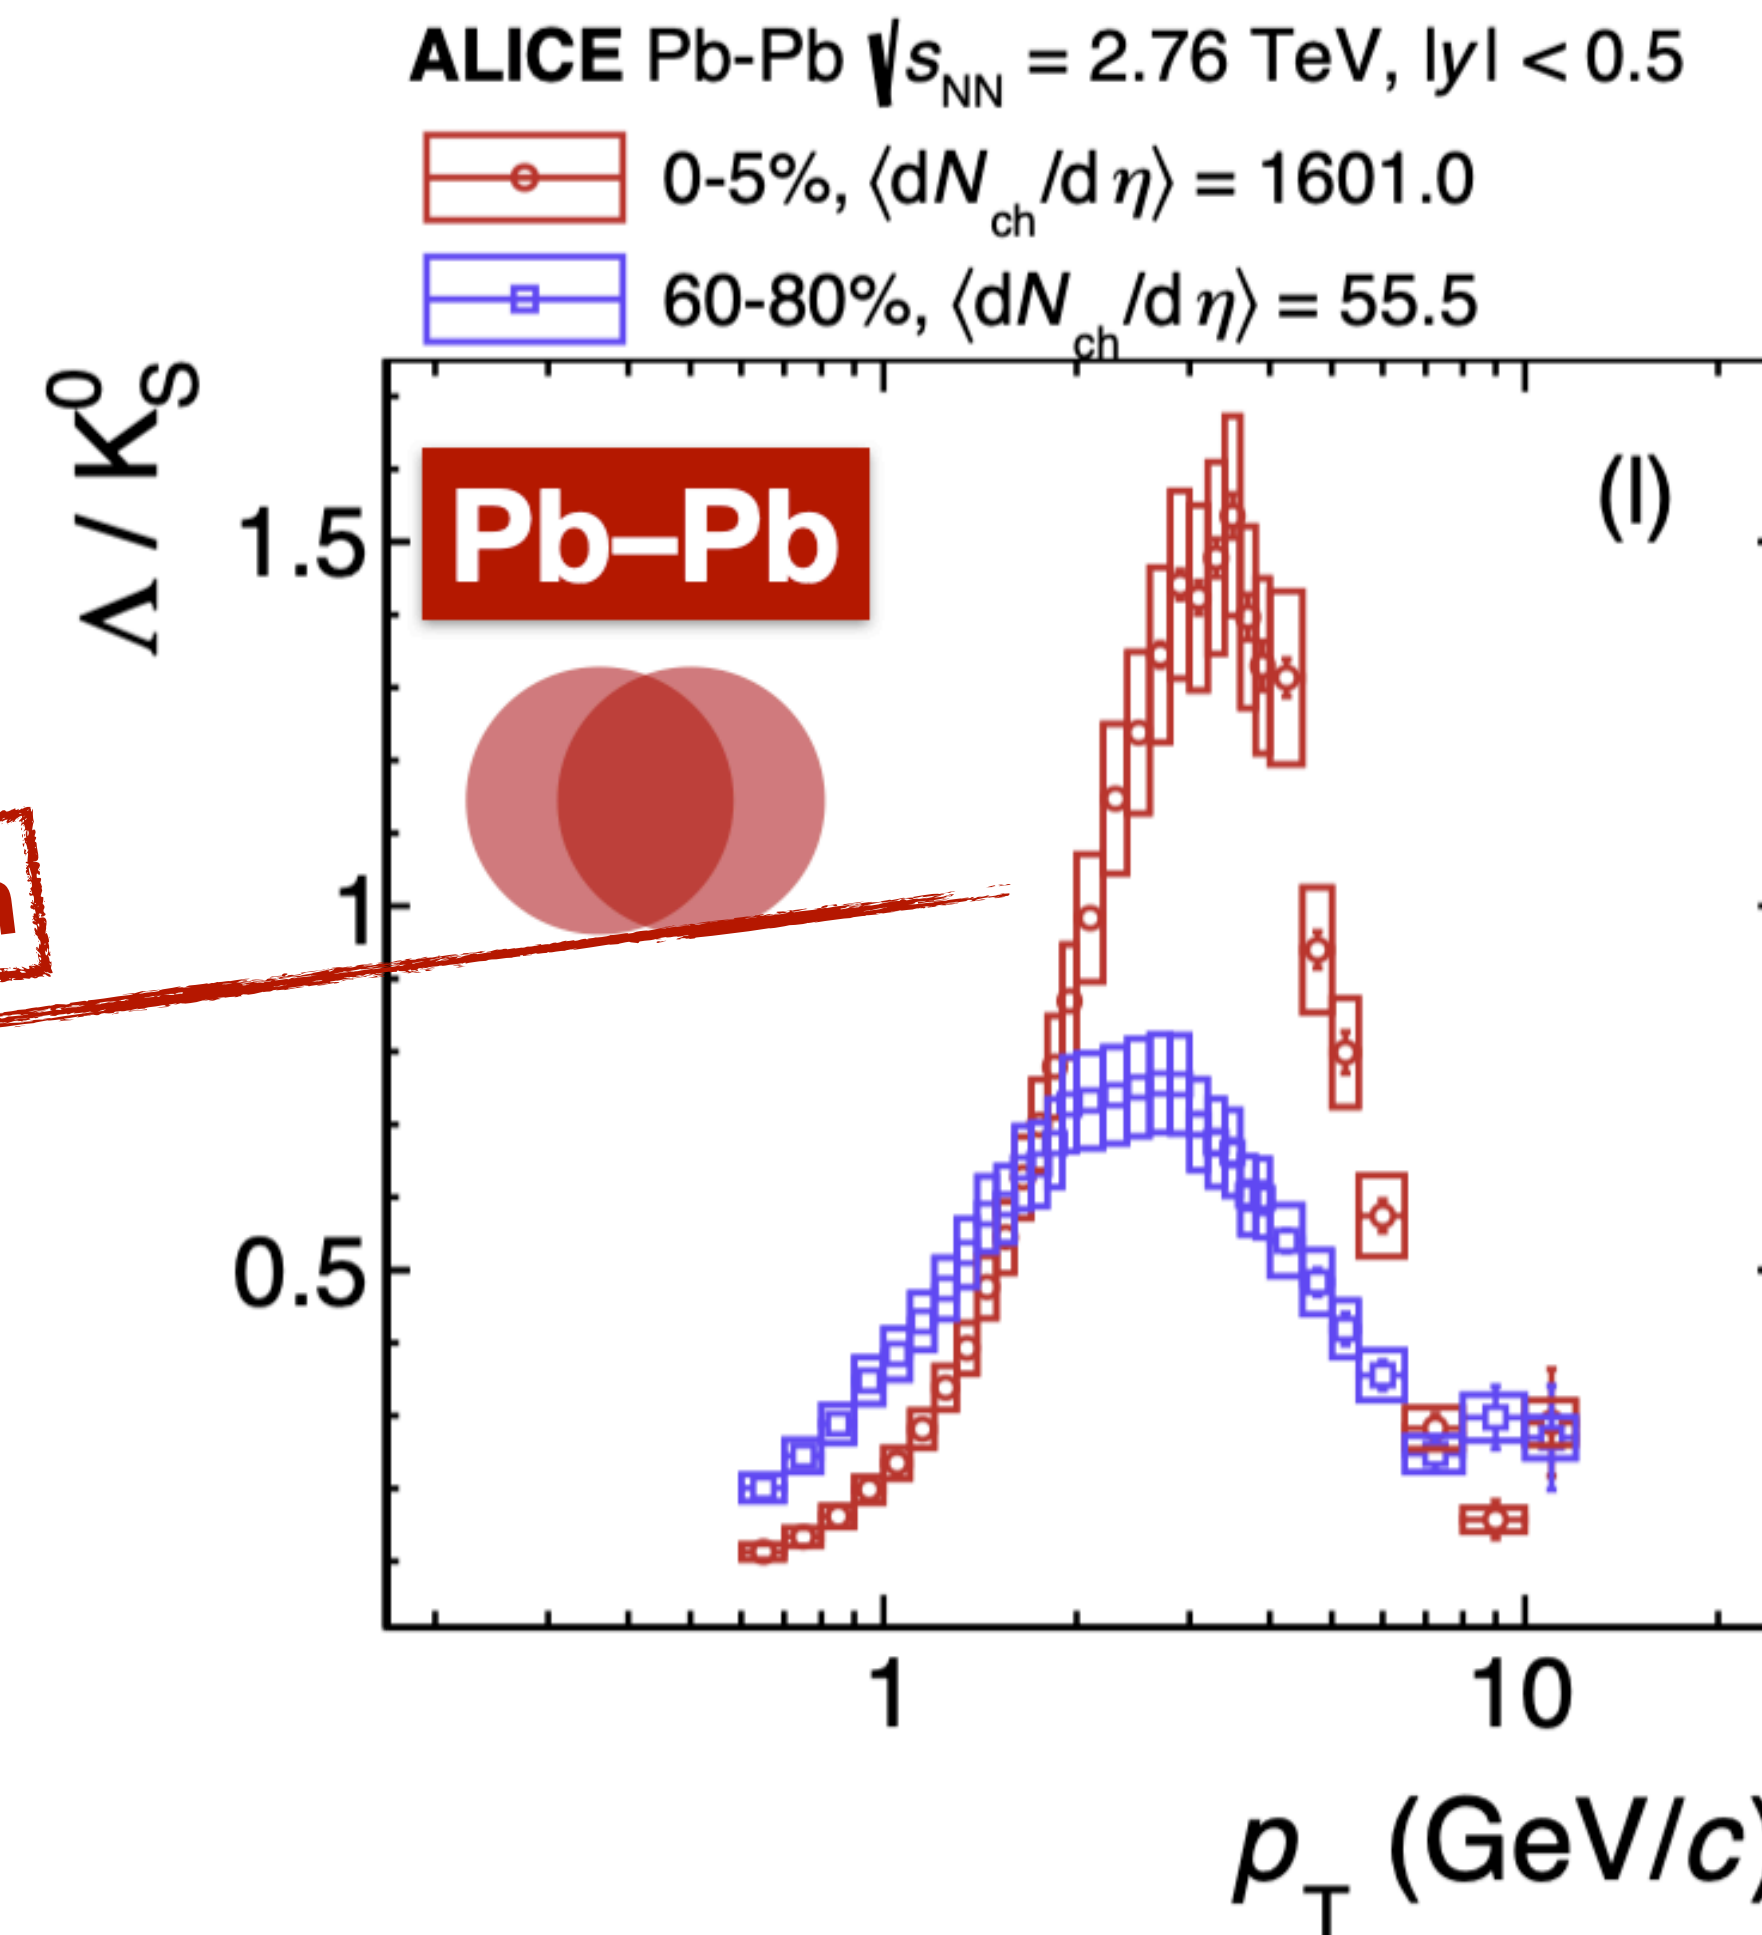 ALICE Pb-Pb √sNN = 2.76 TeV, |y| < 0.5
0-5%, ⟨dNch/dη⟩ = 1601.0
60-80%, ⟨dNch/dη⟩ = 55.5
Λ / K0S
Pb–Pb
(l)
1.5
1
0.5
1
10
pT (GeV/c)